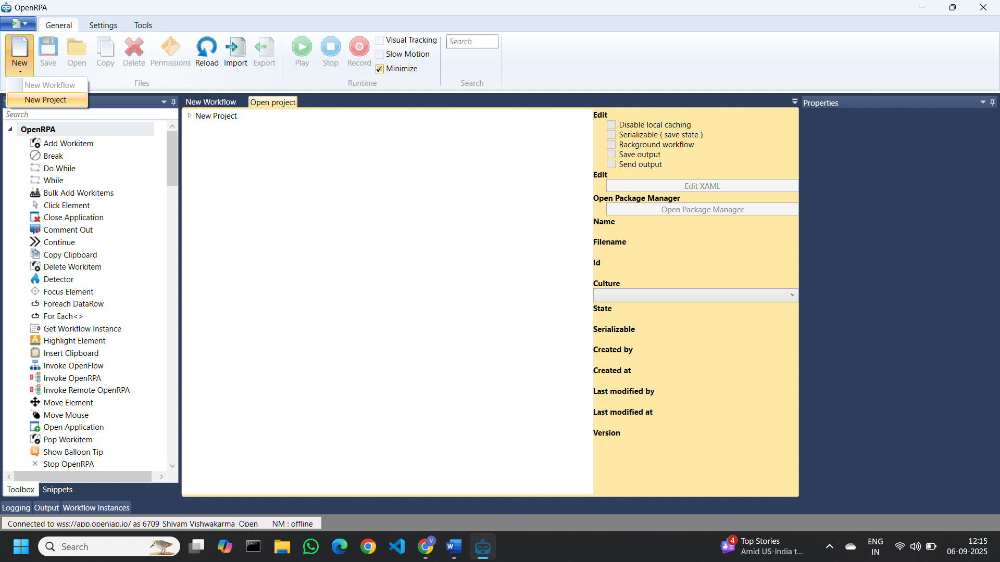 OpenRPA
General Settings Tools
New Save Open Copy Delete Permissions Reload Import Export
Play Stop Record
Visual Tracking
Slow Motion
Minimize
Search
Files Runtime Search
New Workflow
New Project
Search
OpenRPA
Add Workitem
Break
Do While
While
Bulk Add Workitems
Click Element
Close Application
Comment Out
Continue
Copy Clipboard
Delete Workitem
Detector
Focus Element
Foreach DataRow
For Each<>
Get Workflow Instance
Highlight Element
Insert Clipboard
Invoke OpenFlow
Invoke OpenRPA
Invoke Remote OpenRPA
Move Element
Move Mouse
Open Application
Pop Workitem
Show Balloon Tip
Stop OpenRPA
Toolbox Snippets
New Workflow Open project
New Project
Edit
Disable local caching
Serializable ( save state )
Background workflow
Save output
Send output
Edit
Edit XAML
Open Package Manager
Open Package Manager
Name
Filename
Id
Culture
State
Serializable
Created by
Created at
Last modified by
Last modified at
Version
Properties
Logging Output Workflow Instances
Connected to wss://app.openiap.io/ as 6709 Shivam Vishwakarma Open NM : offline
Search
V
W
4
Top Stories
Amid US-India t...
ENG
IN
12:15
06-09-2025